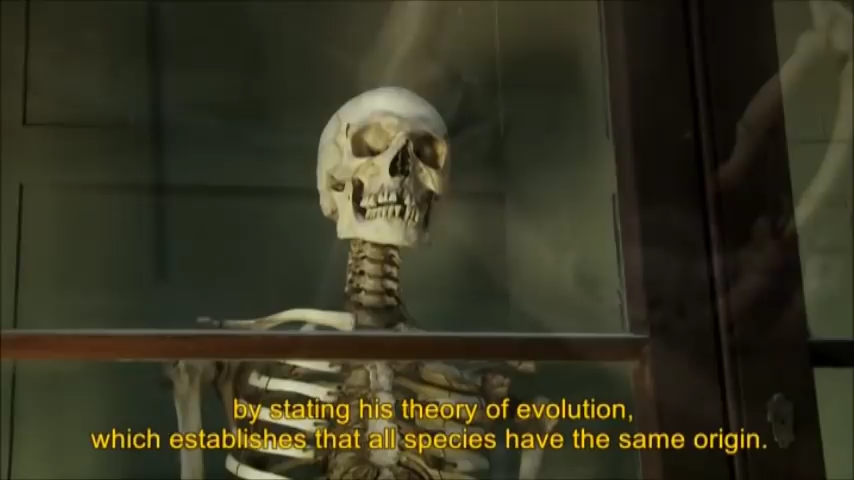 by stating his theory of evolution,
which establishes that all species have the same origin.